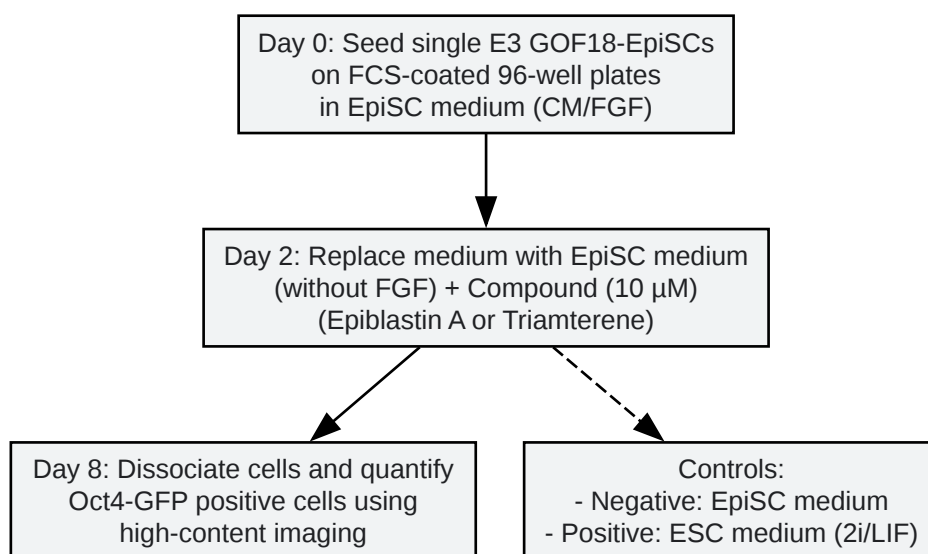 Day 0: Seed single E3 GOF18-EpiSCs
on FCS-coated 96-well plates
in EpiSC medium (CM/FGF)
Day 2: Replace medium with EpiSC medium
(without FGF) + Compound (10 µM)
(Epiblastin A or Triamterene)
Day 8: Dissociate cells and quantify
Oct4-GFP positive cells using
high-content imaging
Controls:
- Negative: EpiSC medium
- Positive: ESC medium (2i/LIF)